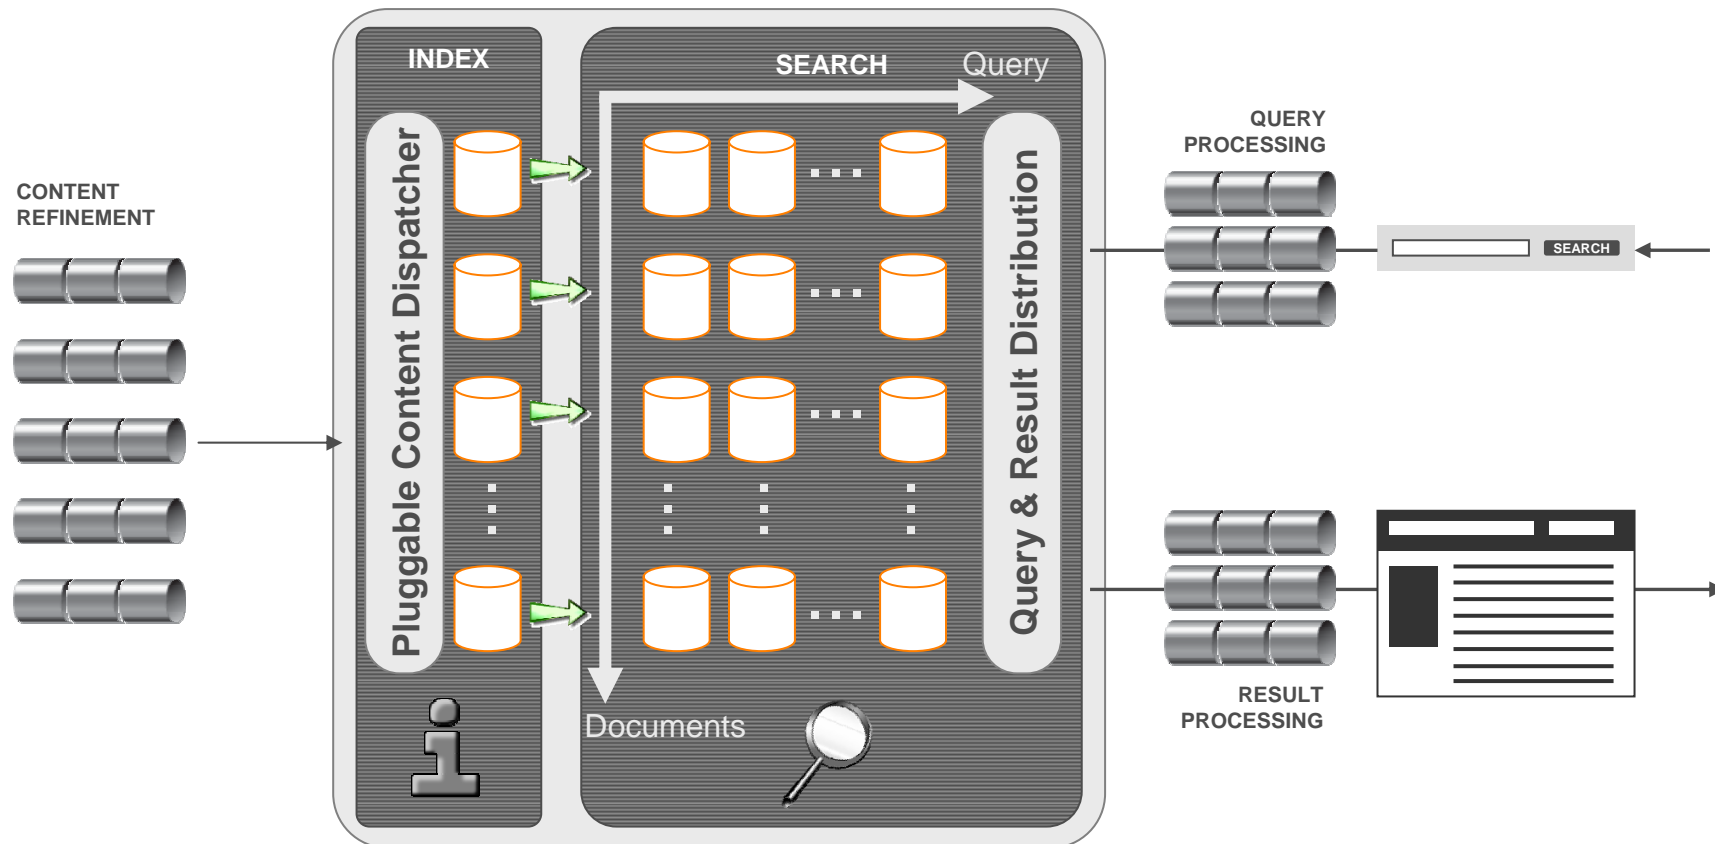 CONTENT
REFINEMENT
INDEX
Pluggable Content Dispatcher
SEARCH
Query
Documents
Query & Result Distribution
QUERY
PROCESSING
SEARCH
RESULT
PROCESSING